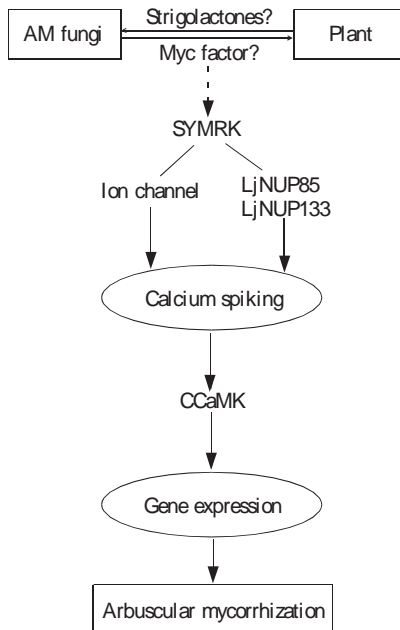 Strigolactones?
AM fungi
Plant
Myc factor?
SYMRK
Ion channel
LjNUP85
LjNUP133
Calcium spiking
CCaMK
Gene expression
Arbuscular mycorrhization